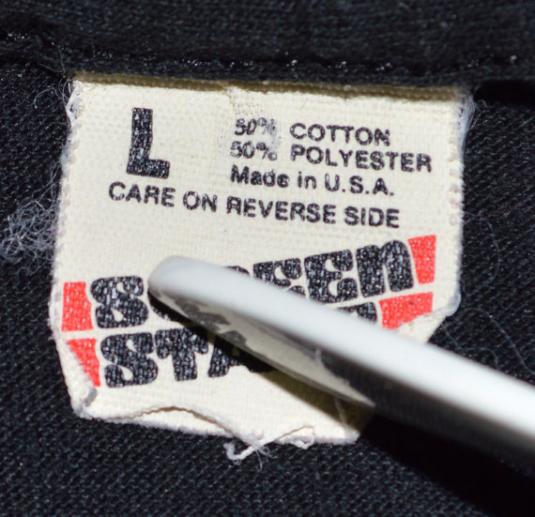 L
50% COTTON
50% POLYESTER
Made in U.S.A.
CARE ON REVERSE SIDE